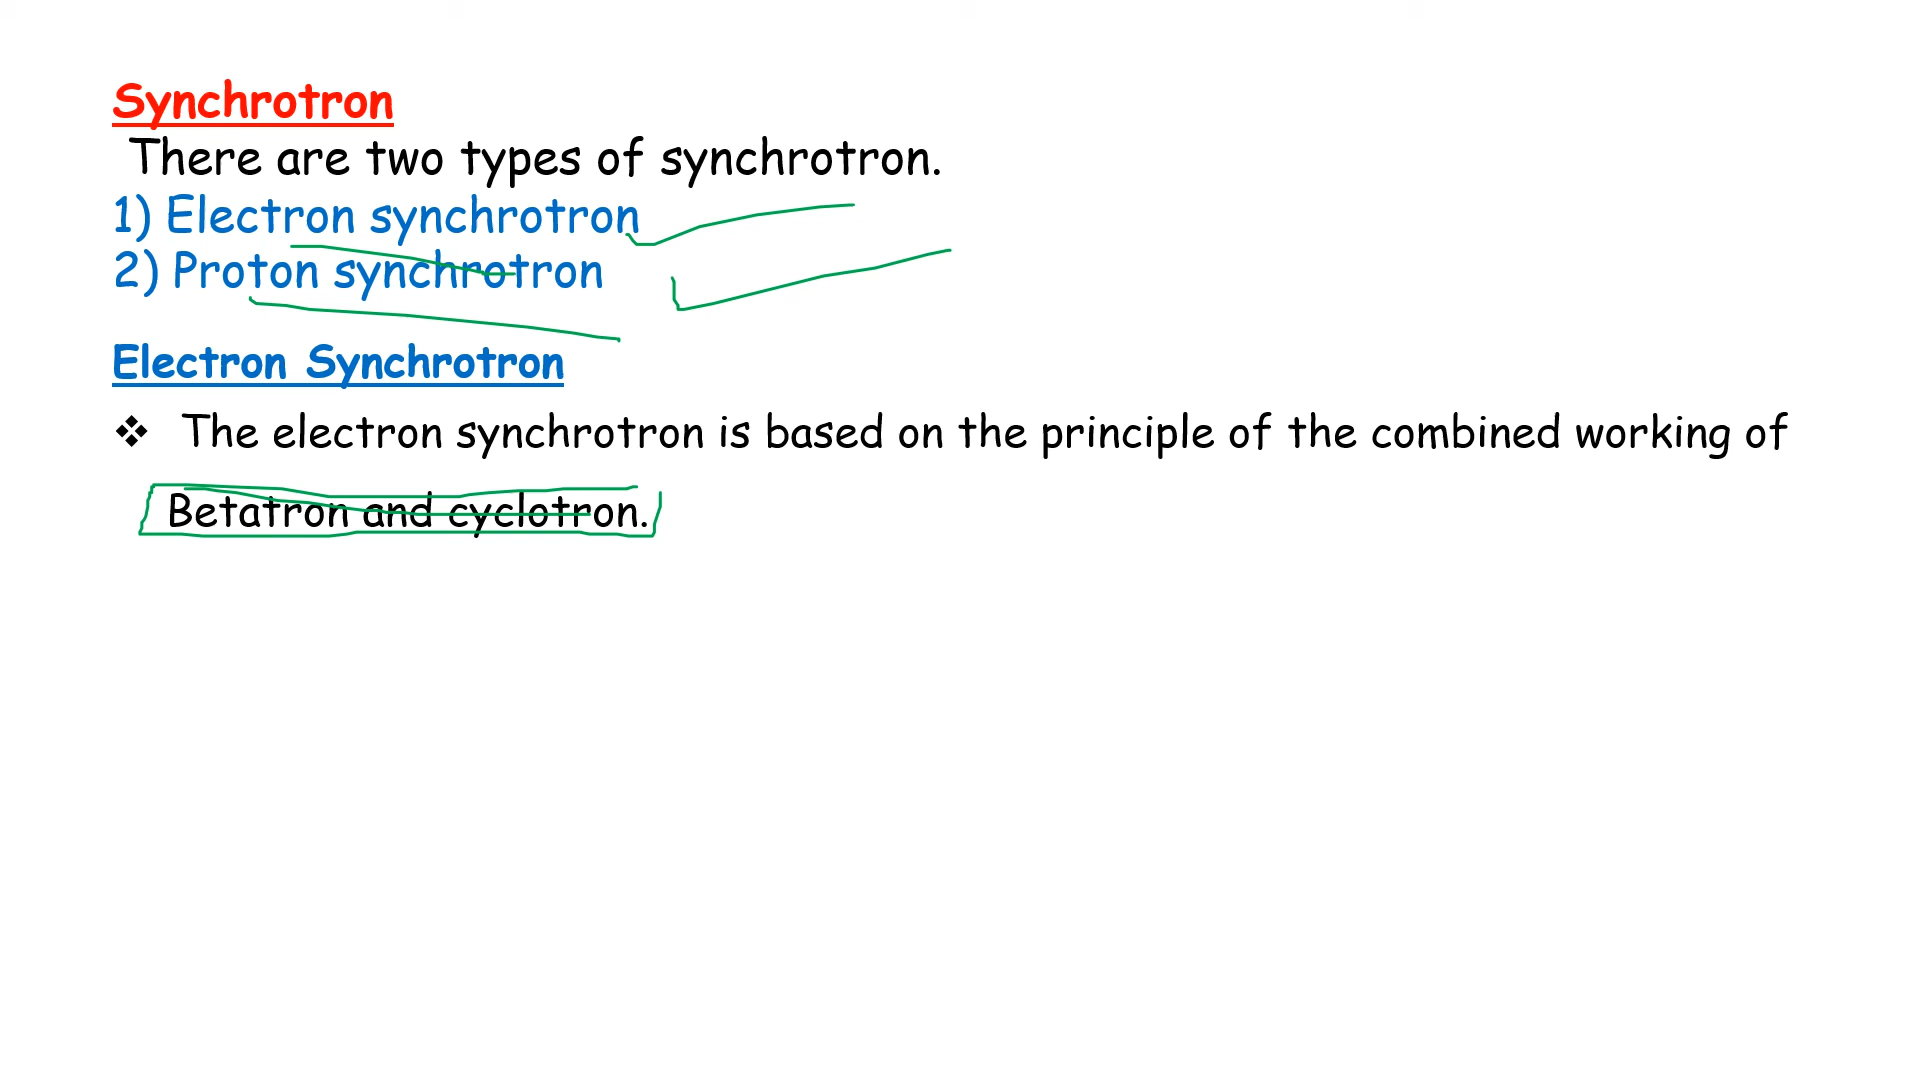 Synchrotron
There are two types of synchrotron.
1) Electron synchrotron
2) Proton synchrotron
Electron Synchrotron
❖ The electron synchrotron is based on the principle of the combined working of
Betatron and cyclotron.